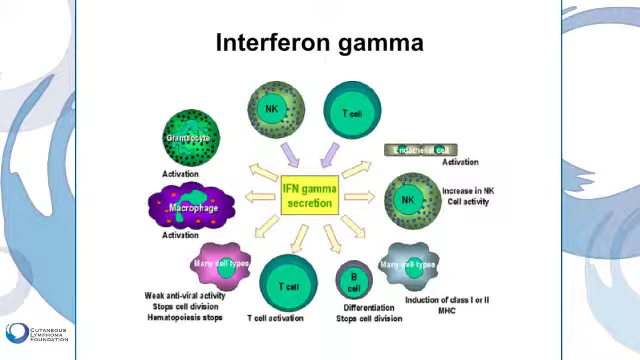 Interferon gamma
NK
T cell
Granulocyte
Activation
Endothelial cell
Activation
IFN gamma
secretion
NK
Increase in NK
Cell activity
Macrophage
Activation
Many cell types
Weak anti-viral activity
Stops cell division
Hematopoiesis stops
T cell
T cell activation
B
cell
Differentiation
Stops cell division
Many cell types
Induction of class I or II
MHC
CUTANEOUS
LYMPHOMA
FOUNDATION